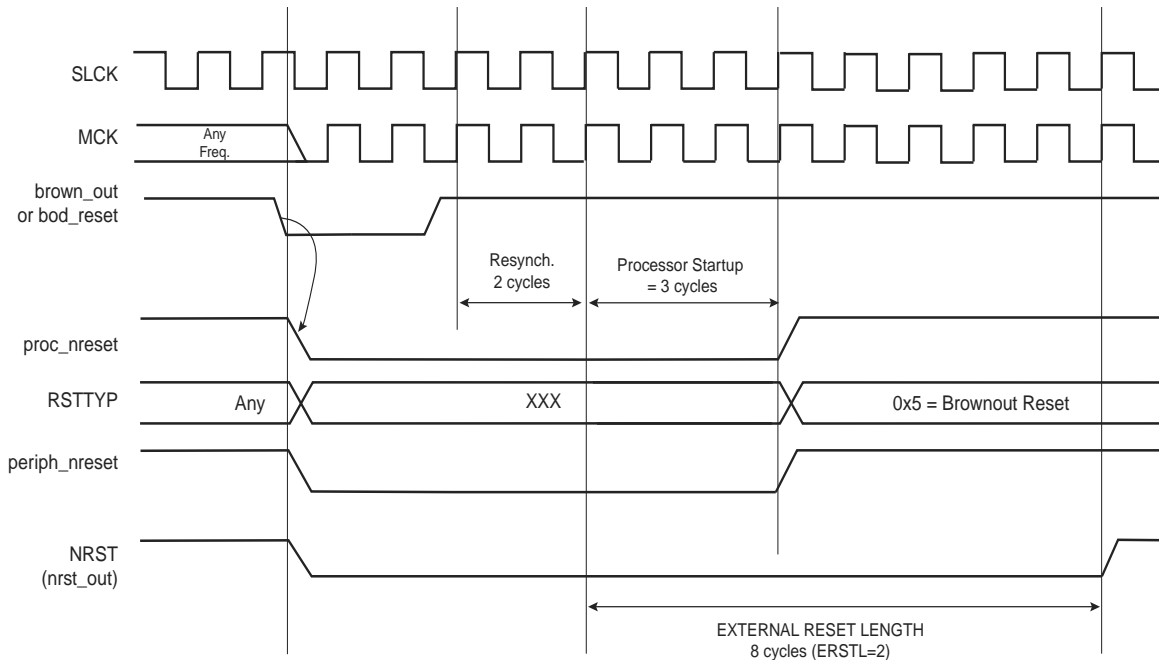 SLCK
MCK
Any
Freq.
brown_out
or bod_reset
Resynch.
2 cycles
Processor Startup
= 3 cycles
proc_nreset
RSTTYP
Any
XXX
0x5 = Brownout Reset
periph_nreset
NRST
(nrst_out)
EXTERNAL RESET LENGTH
8 cycles (ERSTL=2)